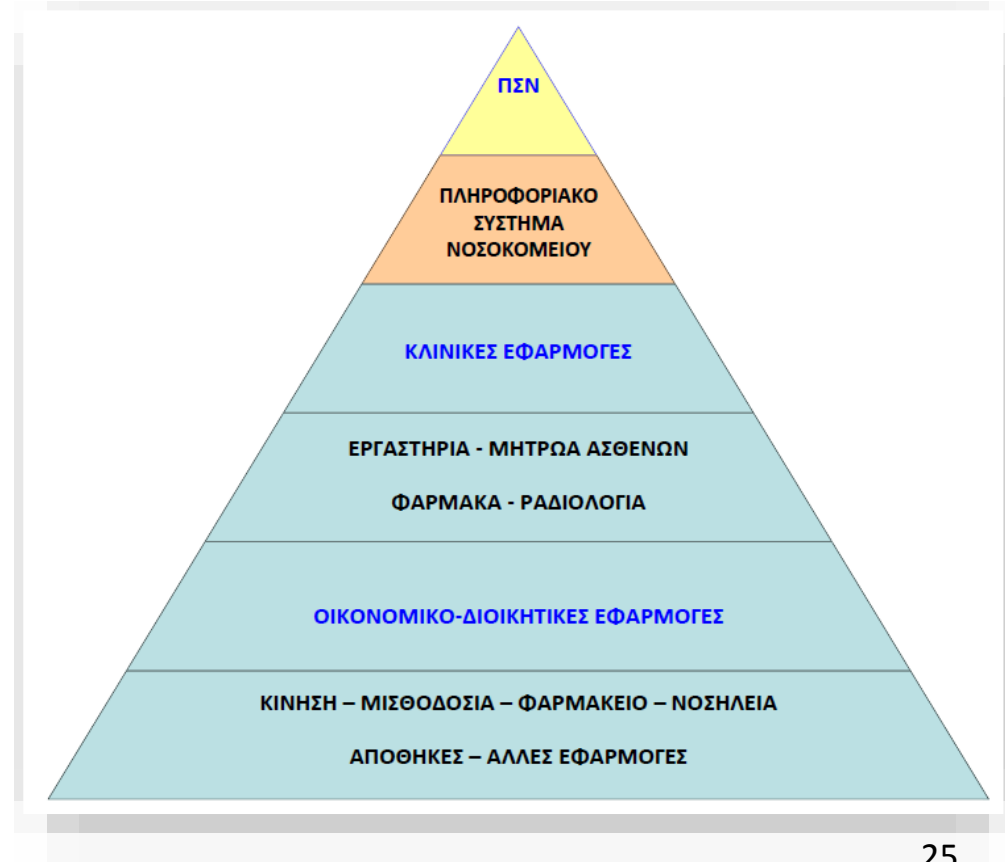 ΠΣΝ
ΠΛΗΡΟΦΟΡΙΑΚΟ
ΣΥΣΤΗΜΑ
ΝΟΣΟΚΟΜΕΙΟΥ
ΚΛΙΝΙΚΕΣ ΕΦΑΡΜΟΓΕΣ
ΕΡΓΑΣΤΗΡΙΑ - ΜΗΤΡΩΑ ΑΣΘΕΝΩΝ
ΦΑΡΜΑΚΑ - ΡΑΔΙΟΛΟΓΙΑ
ΟΙΚΟΝΟΜΙΚΟ-ΔΙΟΙΚΗΤΙΚΕΣ ΕΦΑΡΜΟΓΕΣ
ΚΙΝΗΣΗ – ΜΙΣΘΟΔΟΣΙΑ – ΦΑΡΜΑΚΕΙΟ – ΝΟΣΗΛΕΙΑ
ΑΠΟΘΗΚΕΣ – ΑΛΛΕΣ ΕΦΑΡΜΟΓΕΣ
25